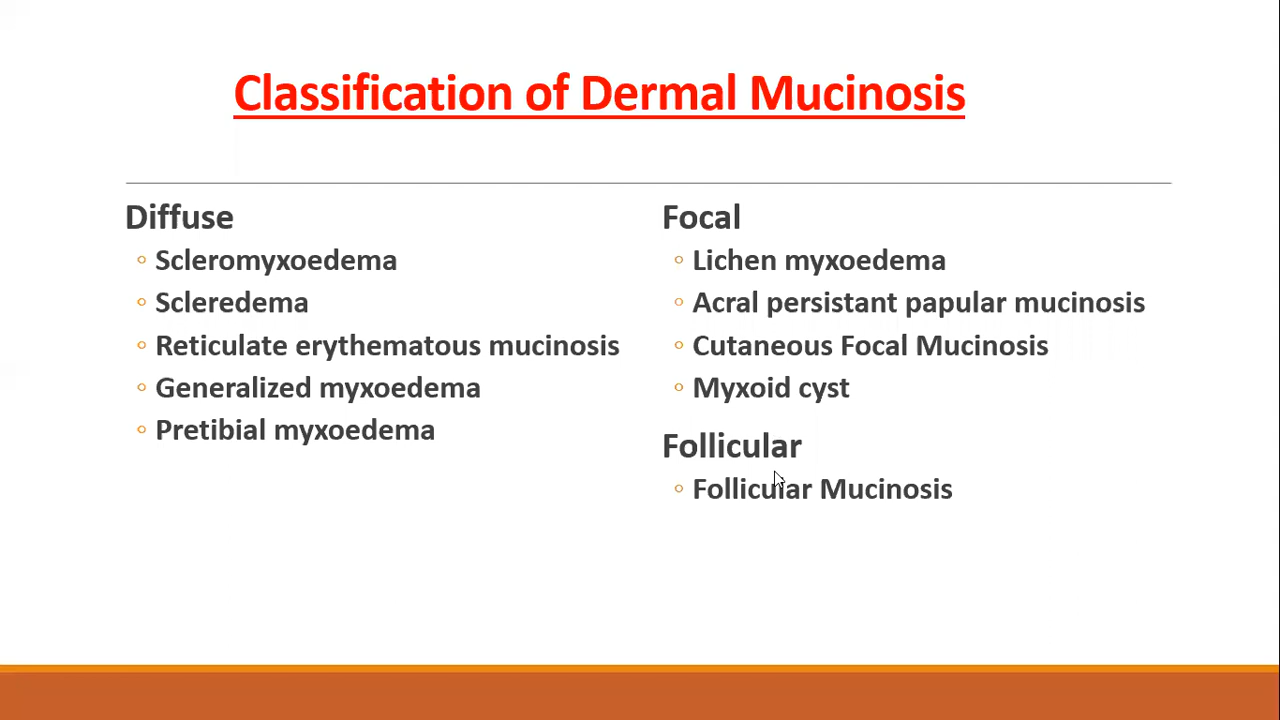 Classification of Dermal Mucinosis
Diffuse
◦ Scleromyxoedema
◦ Scleredema
◦ Reticulate erythematous mucinosis
◦ Generalized myxoedema
◦ Pretibial myxoedema
Focal
◦ Lichen myxoedema
◦ Acral persistant papular mucinosis
◦ Cutaneous Focal Mucinosis
◦ Myxoid cyst
Follicular
◦ Follicular Mucinosis